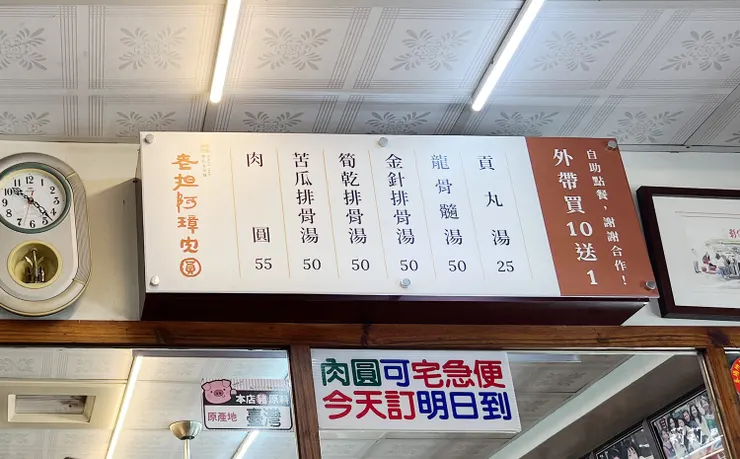 自助點餐，謝謝合作！
外帶買10送1
貢丸湯 25
龍骨髓湯 50
金針排骨湯 50
筍乾排骨湯 50
苦瓜排骨湯 50
肉圓 55
老担阿璋肉圓
肉圓可宅急便
今天訂明日到
本店豬原料
原產地 臺灣